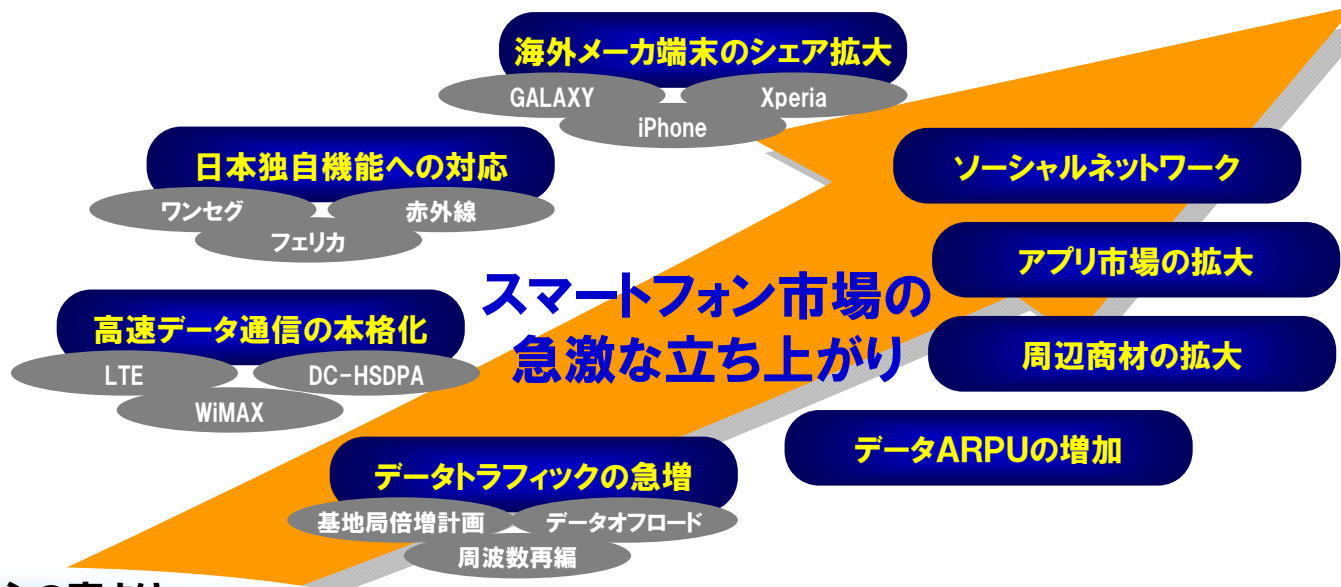 海外メーカ端末のシェア拡大
GALAXY
Xperia
iPhone
日本独自機能への対応
ワンセグ
赤外線
フェリカ
ソーシャルネットワーク
アプリ市場の拡大
スマートフォン市場の
急激な立ち上がり
高速データ通信の本格化
LTE
DC-HSDPA
WiMAX
周辺商材の拡大
データARPUの増加
データトラフィックの急増
基地局倍増計画
データオフロード
周波数再編